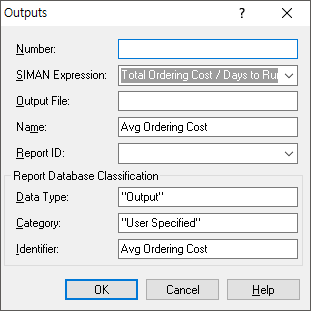 Outputs
?
Number:
SIMAN Expression: Total Ordering Cost / Days to Ru
Output File:
Name: Avg Ordering Cost
Report ID:
Report Database Classification
Data Type: "Output"
Category: "User Specified"
Identifier: Avg Ordering Cost
OK Cancel Help